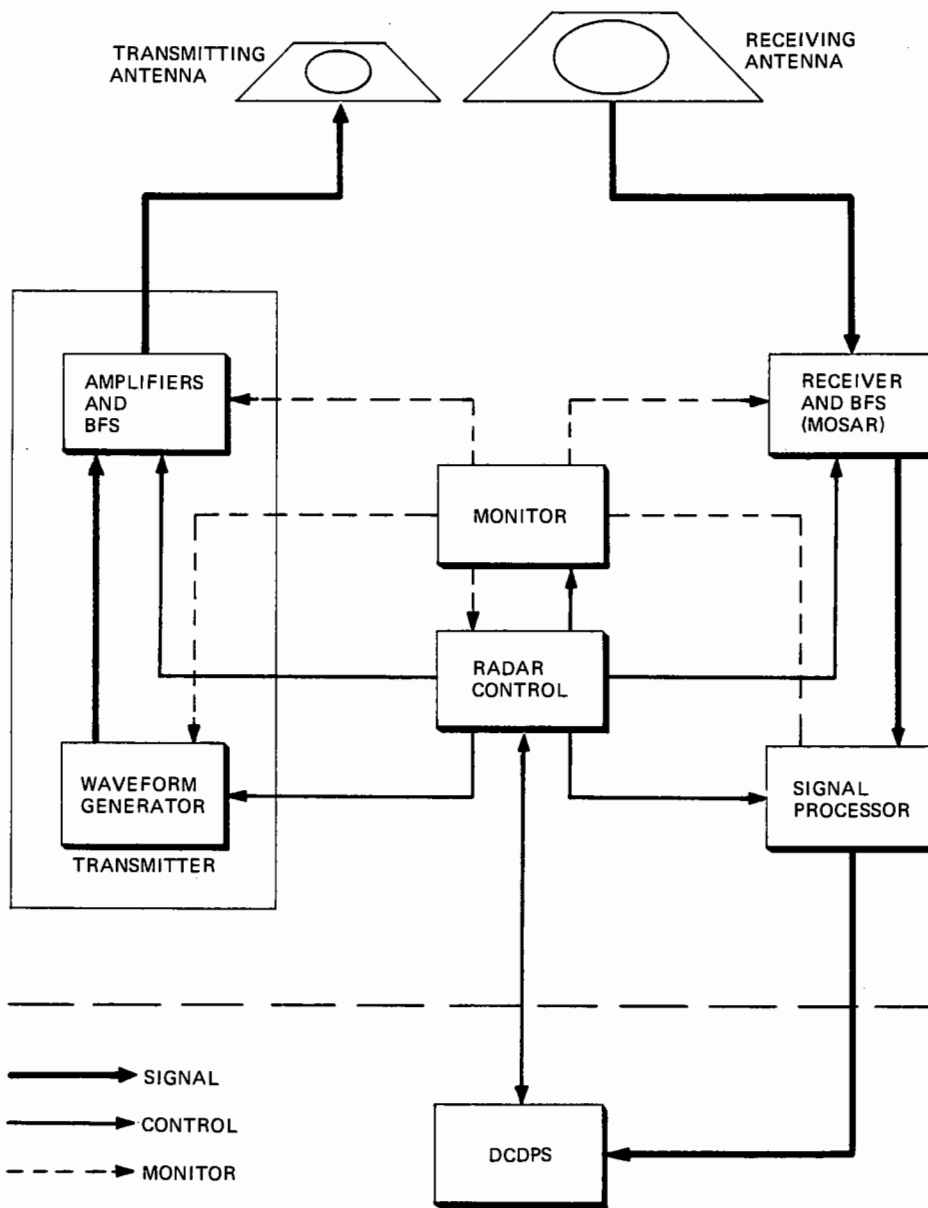 TRANSMITTING
ANTENNA
RECEIVING
ANTENNA
AMPLIFIERS
AND
BFS
RECEIVER
AND BFS
(MOSAR)
MONITOR
RADAR
CONTROL
WAVEFORM
GENERATOR
TRANSMITTER
SIGNAL
PROCESSOR
SIGNAL
CONTROL
MONITOR
DCDPS